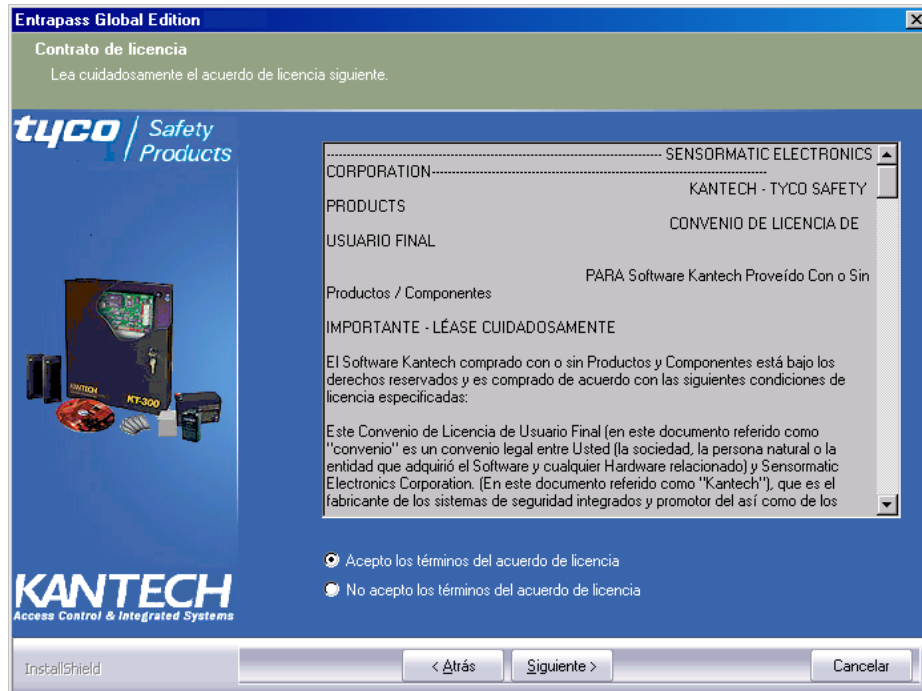 Entrapass Global Edition
Contrato de licencia
Lea cuidadosamente el acuerdo de licencia siguiente.
tyco / Safety
Products
------------------------------------------------------------------------------------ SENSORMATIC ELECTRONICS
CORPORATION------------------------------------------------------------------------------------
KANTECH - TYCO SAFETY
PRODUCTS
CONVENIO DE LICENCIA DE
USUARIO FINAL
PARA Software Kantech Proveído Con o Sin
Productos / Componentes
IMPORTANTE - LÉASE CUIDADOSAMENTE
El Software Kantech comprado con o sin Productos y Componentes está bajo los
derechos reservados y es comprado de acuerdo con las siguientes condiciones de
licencia especificadas:
Este Convenio de Licencia de Usuario Final (en este documento referido como
"convenio" es un convenio legal entre Usted (la sociedad, la persona natural o la
entidad que adquirió el Software y cualquier Hardware relacionado) y Sensormatic
Electronics Corporation. (En este documento referido como "Kantech"), que es el
fabricante de los sistemas de seguridad integrados y promotor del así como de los
KANTECH
KT-300
Acepto los términos del acuerdo de licencia
No acepto los términos del acuerdo de licencia
KANTECH
Access Control & Integrated Systems
InstallShield
< Atrás
Siguiente >
Cancelar